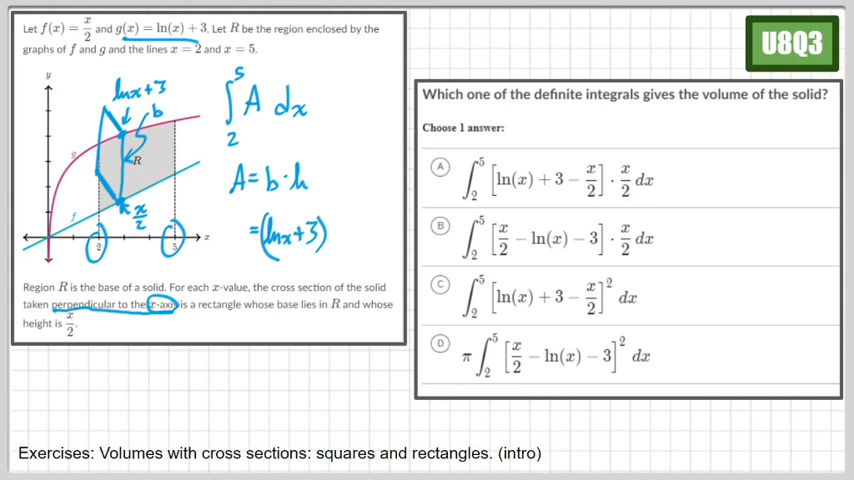 Let f(x) = x/2 and g(x) = ln(x) + 3. Let R be the region enclosed by the
graphs of f and g and the lines x = 2 and x = 5.
y
lnx+3
b
g
R
f
x/2
2
5
x
∫₂⁵ A dx
A = b · h
= (lnx+3)
Region R is the base of a solid. For each x-value, the cross section of the solid
taken perpendicular to the x-axis is a rectangle whose base lies in R and whose
height is x/2.
U8Q3
Which one of the definite integrals gives the volume of the solid?
Choose 1 answer:
A ∫₂⁵ [ln(x) + 3 − x/2] · x/2 dx
B ∫₂⁵ [x/2 − ln(x) − 3] · x/2 dx
C ∫₂⁵ [ln(x) + 3 − x/2]² dx
D π ∫₂⁵ [x/2 − ln(x) − 3]² dx
Exercises: Volumes with cross sections: squares and rectangles. (intro)